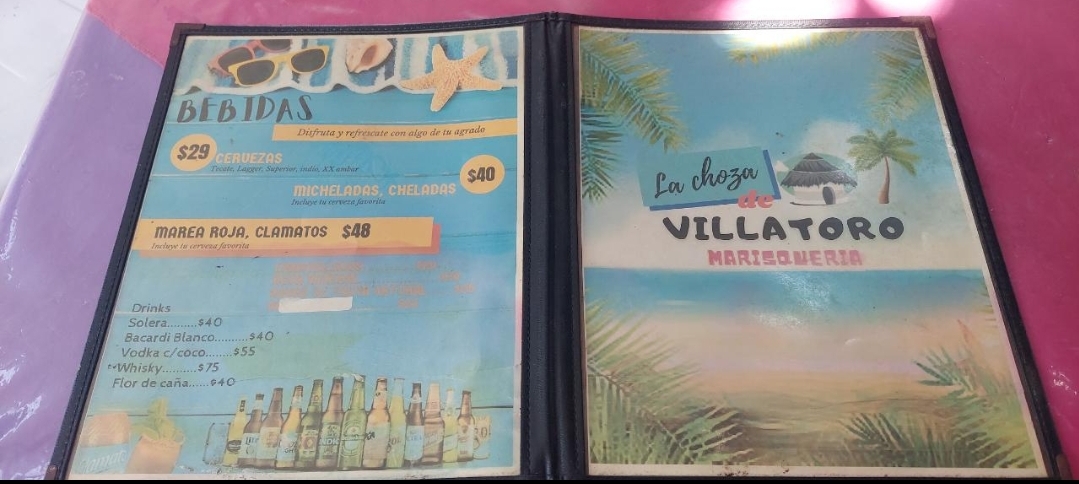 BEBIDAS
Disfruta y refrescate con algo de tu agrado
$29 CERVEZAS
Tecate, Lagger, Superior, indio, XX ambar
MICHELADAS, CHELADAS $40
Incluye tu cerveza favorita
MAREA ROJA, CLAMATOS $48
Incluye tu cerveza favorita
Drinks
Solera.........$40
Bacardi Blanco.........$40
Vodka c/coco.......$55
Whisky.........$75
Flor de caña......$40
La choza
de
VILLATORO
MARISQUERIA